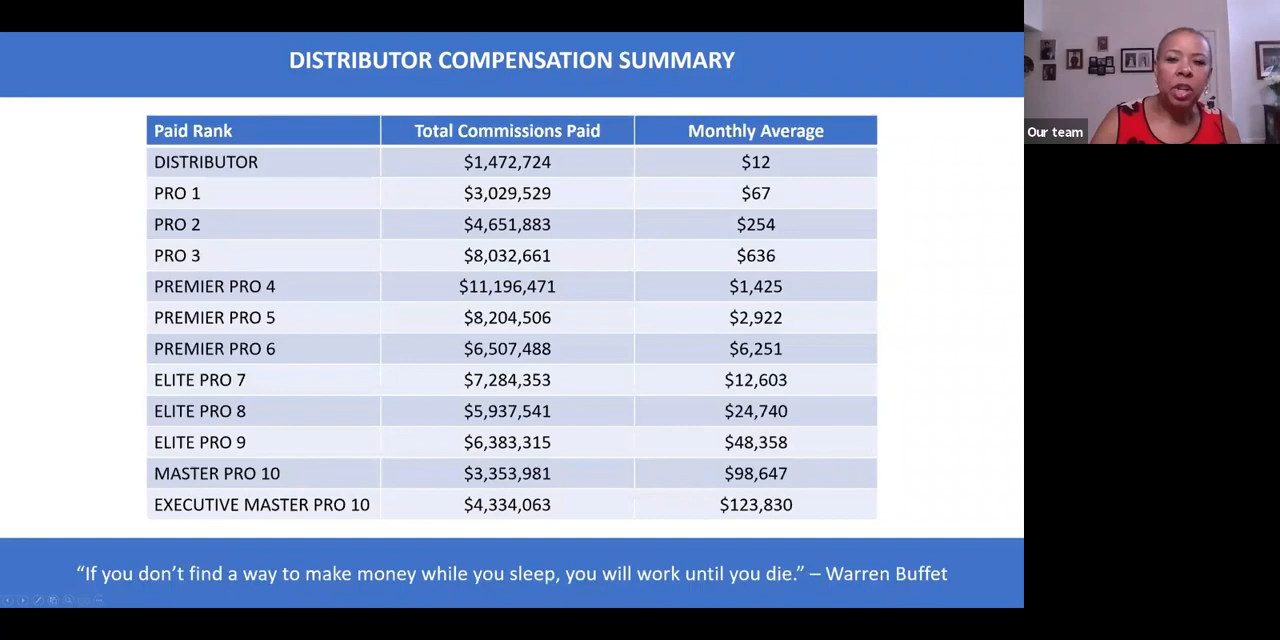 DISTRIBUTOR COMPENSATION SUMMARY
Paid Rank Total Commissions Paid Monthly Average
DISTRIBUTOR $1,472,724 $12
PRO 1 $3,029,529 $67
PRO 2 $4,651,883 $254
PRO 3 $8,032,661 $636
PREMIER PRO 4 $11,196,471 $1,425
PREMIER PRO 5 $8,204,506 $2,922
PREMIER PRO 6 $6,507,488 $6,251
ELITE PRO 7 $7,284,353 $12,603
ELITE PRO 8 $5,937,541 $24,740
ELITE PRO 9 $6,383,315 $48,358
MASTER PRO 10 $3,353,981 $98,647
EXECUTIVE MASTER PRO 10 $4,334,063 $123,830
“If you don’t find a way to make money while you sleep, you will work until you die.” – Warren Buffet
Our team